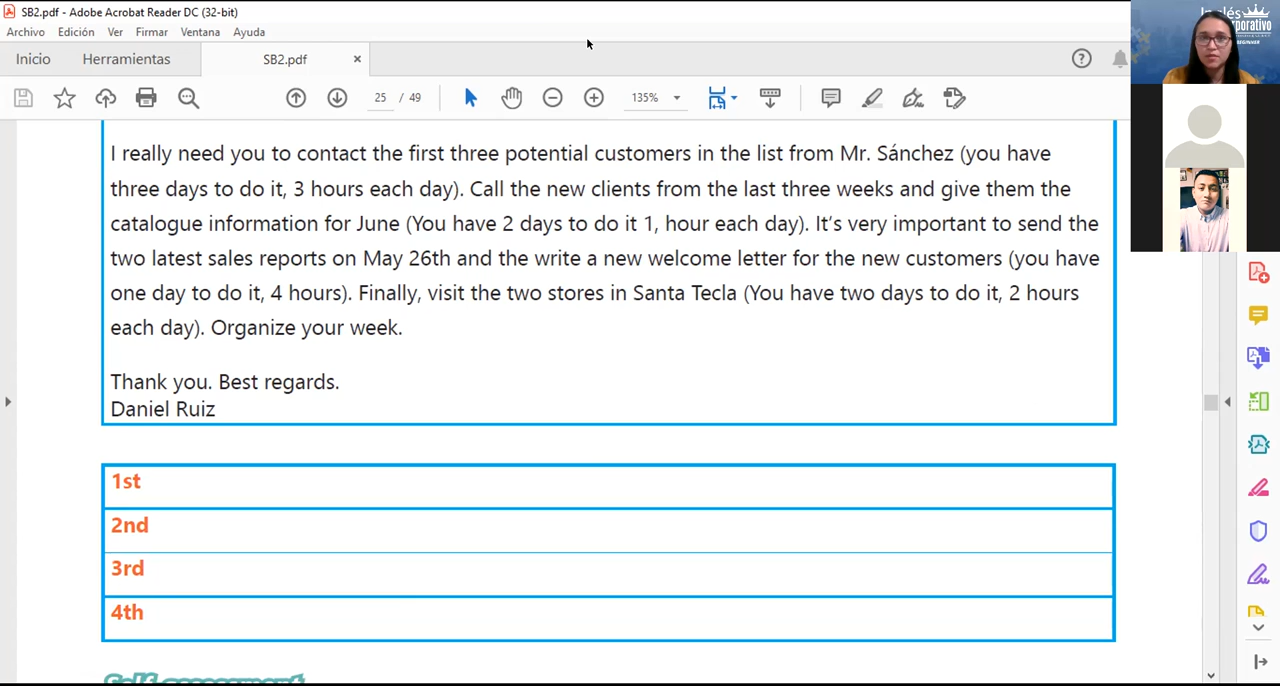 SB2.pdf - Adobe Acrobat Reader DC (32-bit)
Archivo Edición Ver Firmar Ventana Ayuda
Inicio Herramientas SB2.pdf ×
25 / 49 135%
I really need you to contact the first three potential customers in the list from Mr. Sánchez (you have
three days to do it, 3 hours each day). Call the new clients from the last three weeks and give them the
catalogue information for June (You have 2 days to do it 1, hour each day). It’s very important to send the
two latest sales reports on May 26th and the write a new welcome letter for the new customers (you have
one day to do it, 4 hours). Finally, visit the two stores in Santa Tecla (You have two days to do it, 2 hours
each day). Organize your week.
Thank you. Best regards.
Daniel Ruiz
1st
2nd
3rd
4th
Self-assessment